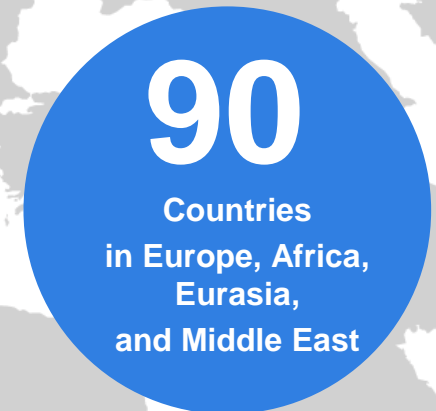 90
Countries
in Europe, Africa,
Eurasia,
and Middle East